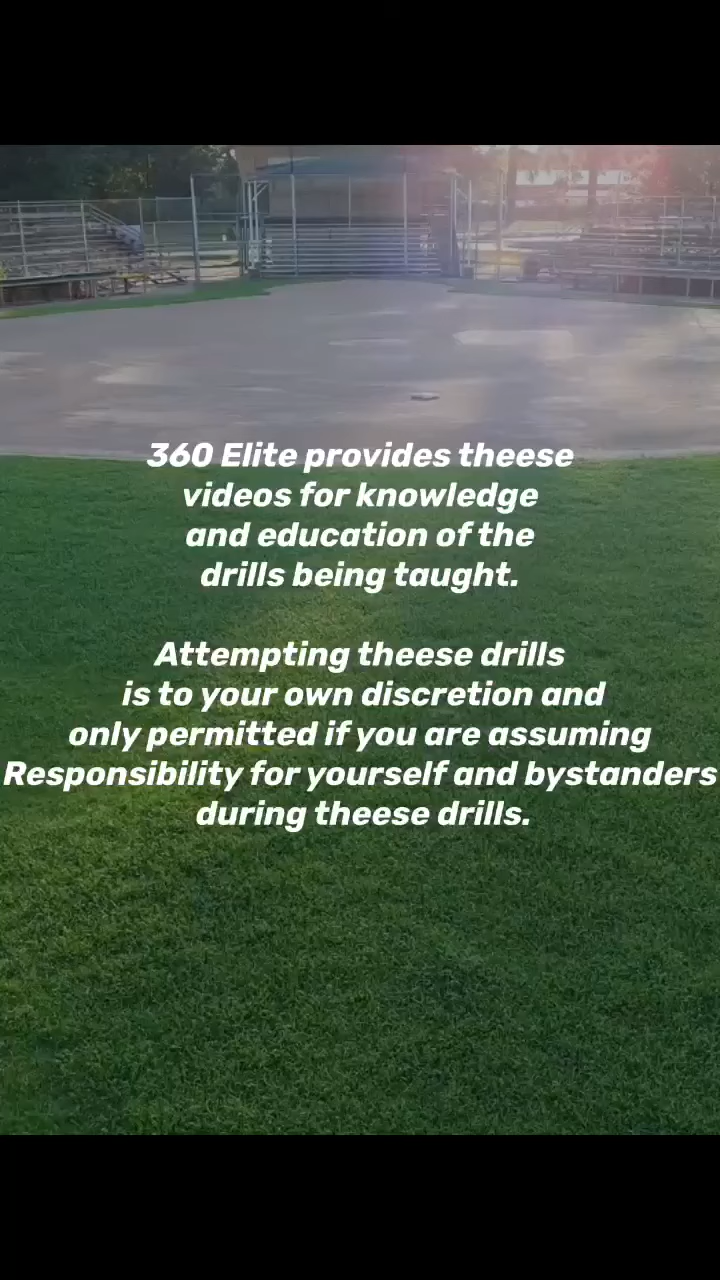 360 Elite provides theese
videos for knowledge
and education of the
drills being taught.
Attempting theese drills
is to your own discretion and
only permitted if you are assuming
Responsibility for yourself and bystanders
during theese drills.